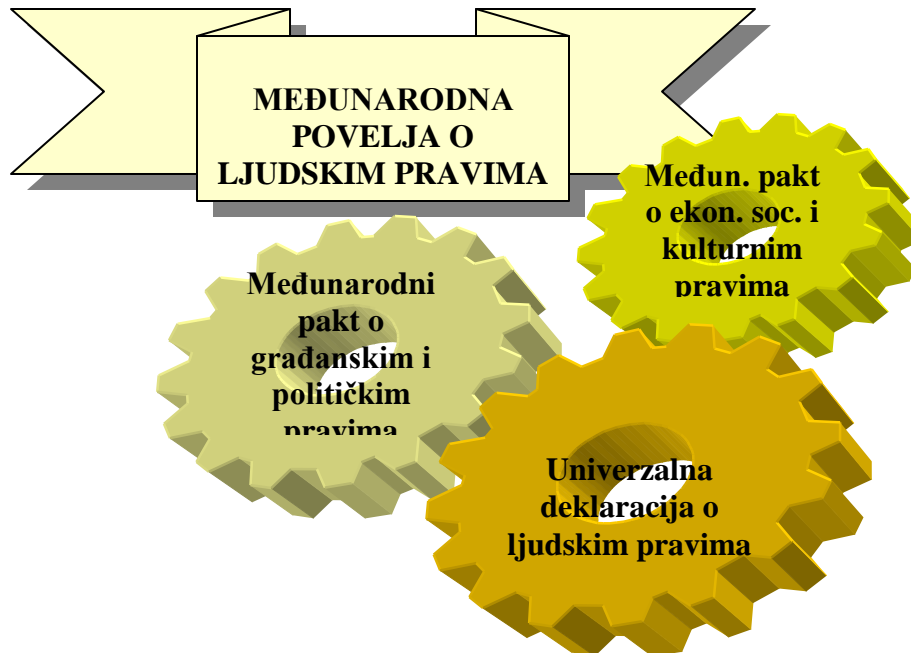 MEĐUNARODNA
POVELJA O
LJUDSKIM PRAVIMA
Međun. pakt
o ekon. soc. i
kulturnim
pravima
Međunarodni
pakt o
građanskim i
političkim
pravima
Univerzalna
deklaracija o
ljudskim pravima